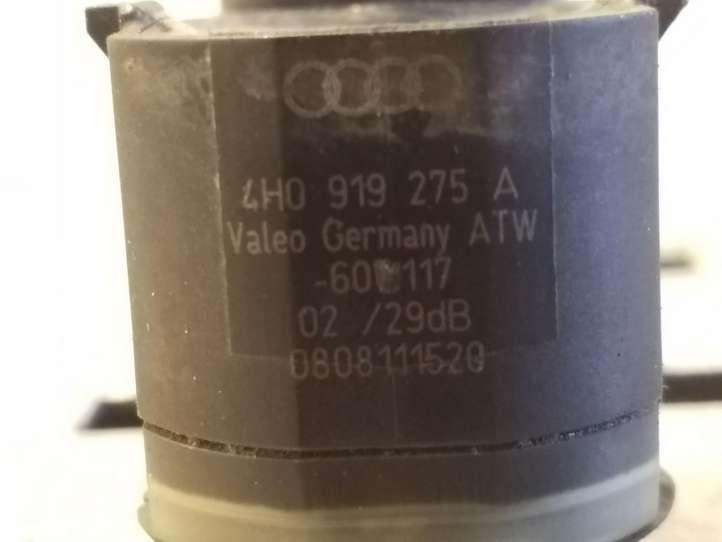 4H0 919 275 A
Valeo Germany ATW
02 /29dB
0808111520